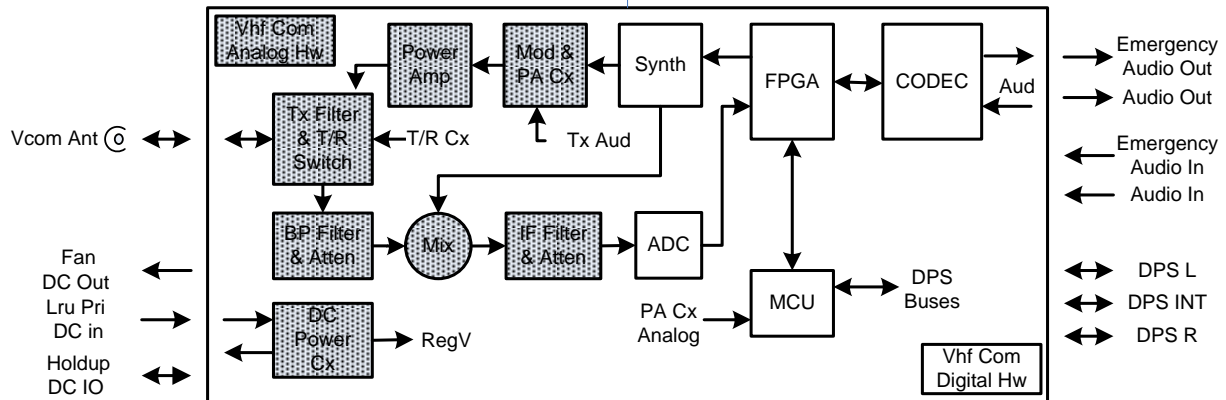 Vhf Com
Analog Hw
Power
Amp
Mod &
PA Cx
Synth
FPGA
CODEC
Aud
Emergency
Audio Out
Audio Out
Vcom Ant
Tx Filter
& T/R
Switch
T/R Cx
Tx Aud
Emergency
Audio In
Audio In
BP Filter
& Atten
Mix
IF Filter
& Atten
ADC
Fan
DC Out
Lru Pri
DC in
Holdup
DC IO
DC
Power
Cx
RegV
PA Cx
Analog
MCU
DPS
Buses
DPS L
DPS INT
DPS R
Vhf Com
Digital Hw